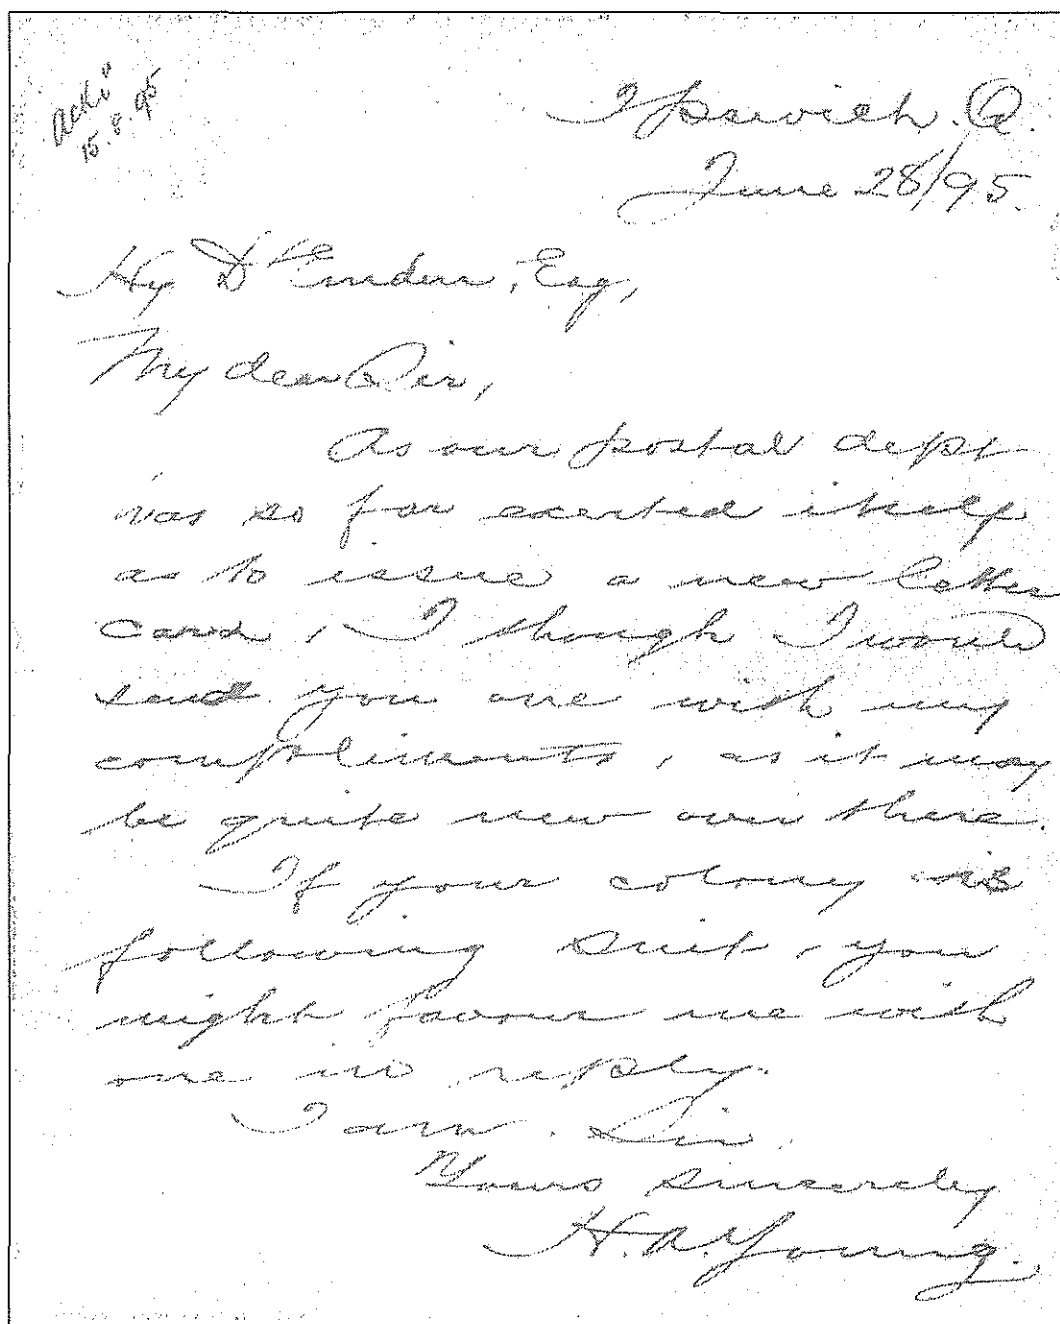 Ackd
15.8.95
Ipswich. Q.
June 28/95.
Hy D' Enden, Esq,
My dear Sir,
As our postal dept
has so far exerted itself
as to issue a new letter
card, I though I would
send you one with my
compliments, as it may
be quite new over there.
If your colony is
following suit, you
might favour me with
one in reply.
I am. Sir.
Yours sincerely
H. A. Young.